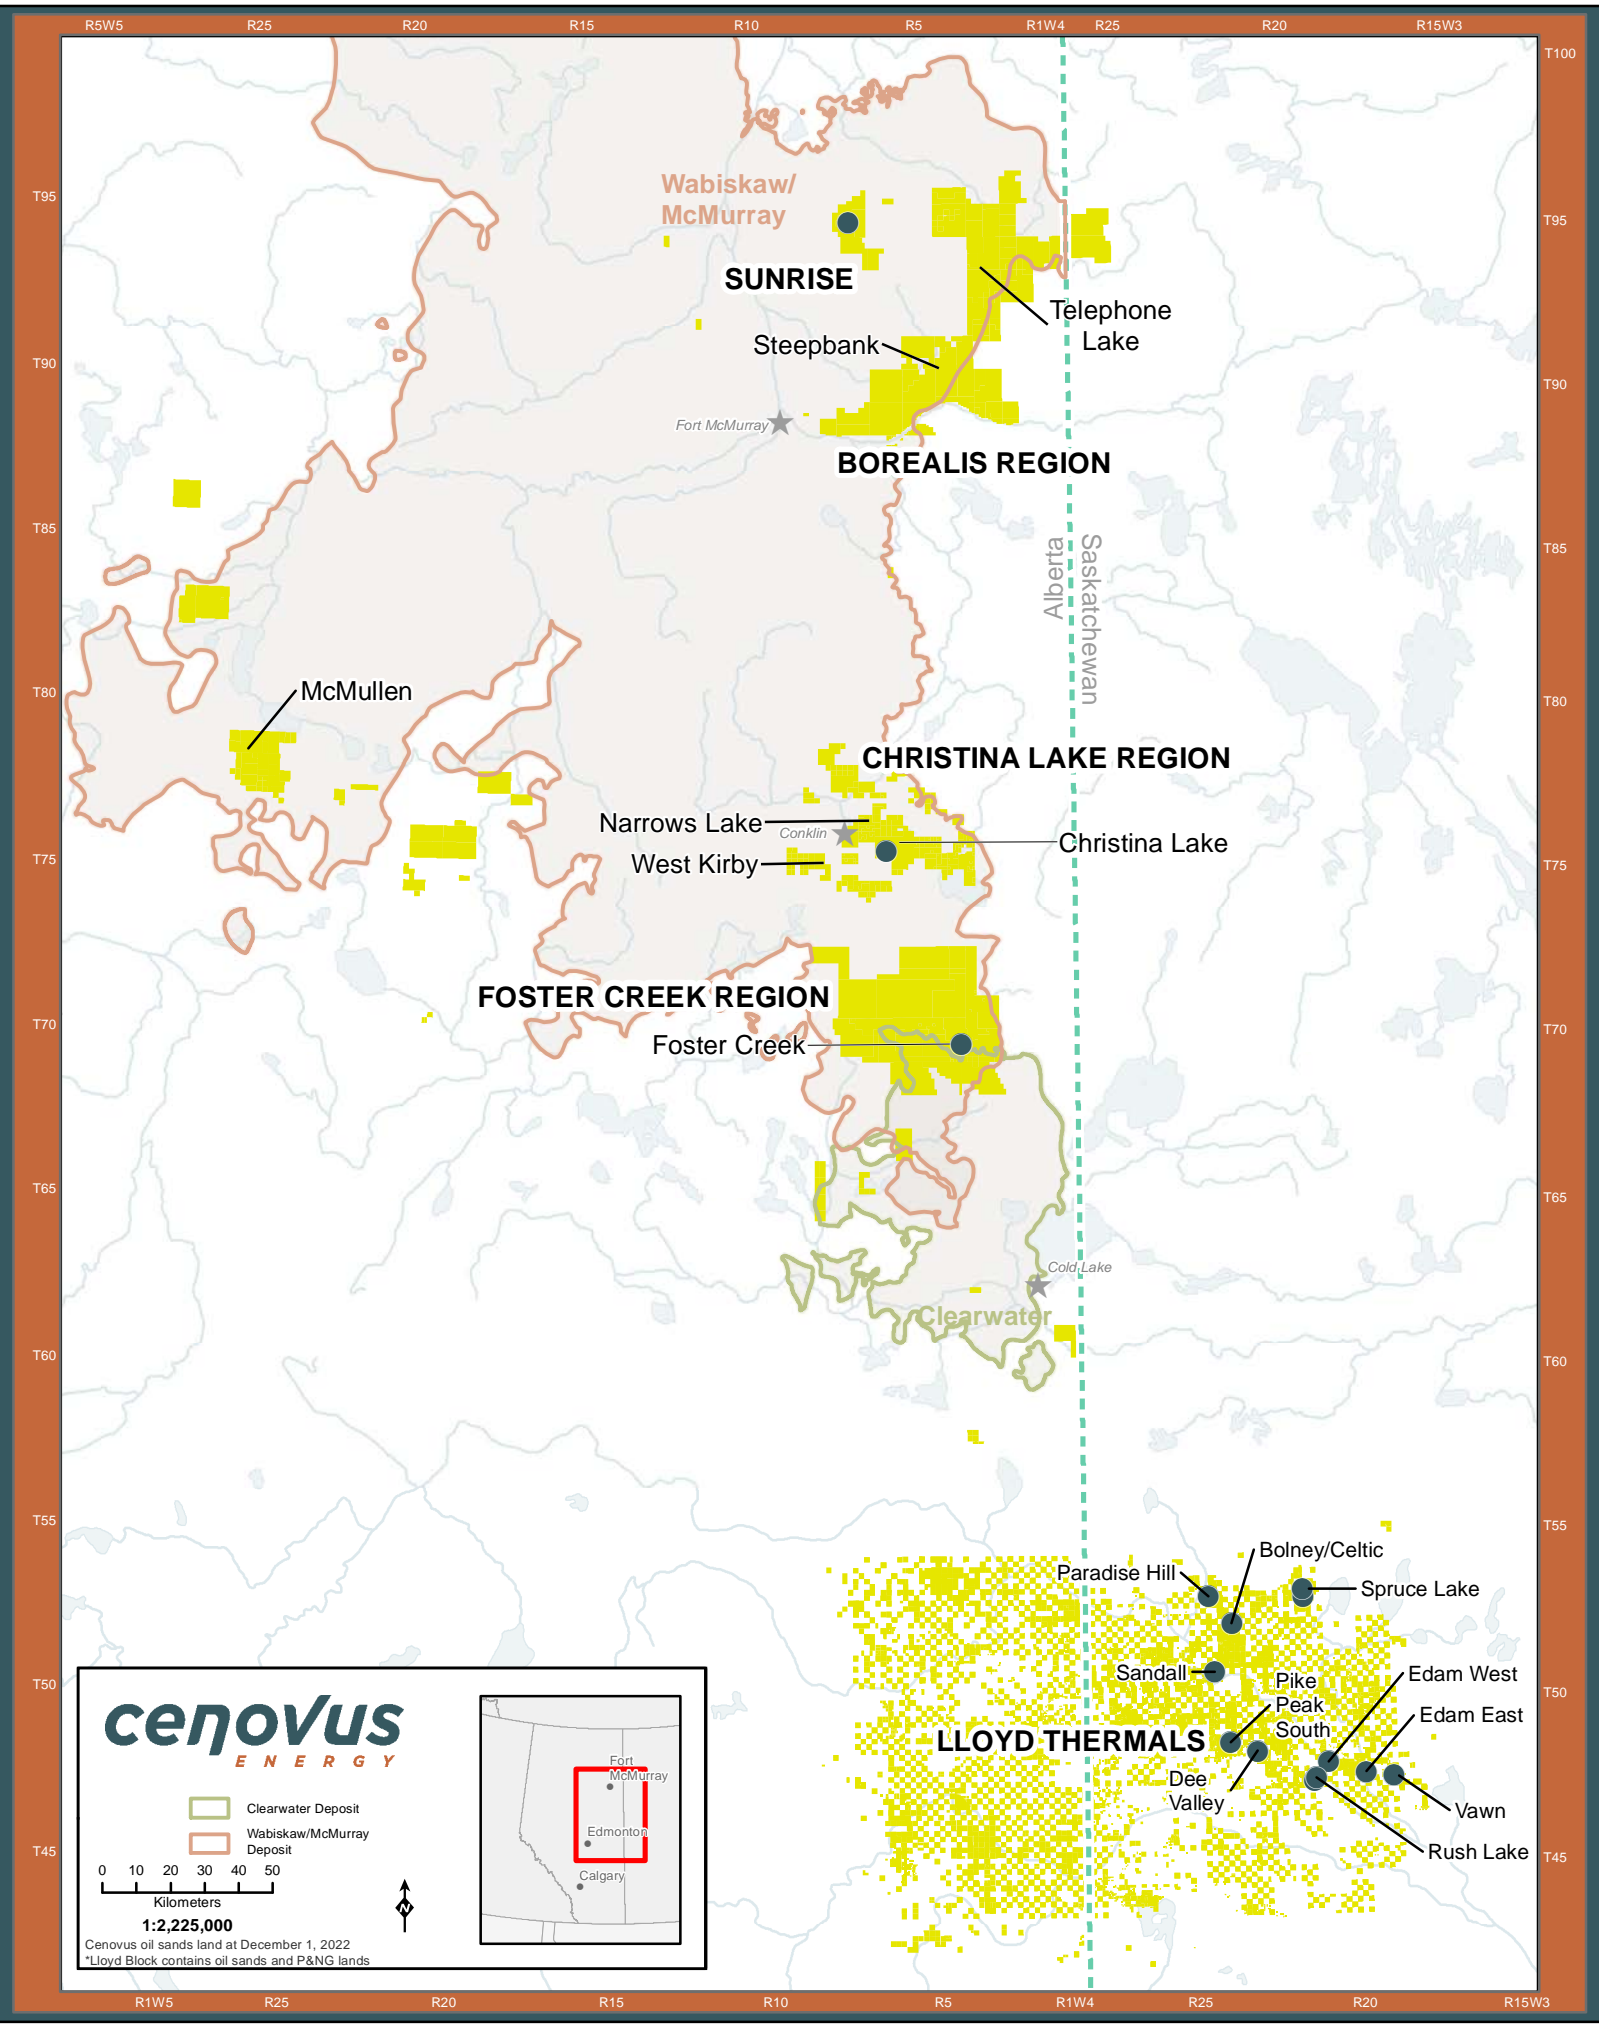 R5W5 R25 R20 R15 R10 R5 R1W4 R25 R20 R15W3
T100
T95
T95
T90
T90
T85
T85
T80
T80
T75
T75
T70
T70
T65
T65
T60
T60
T55
T55
T50
T50
T45
T45
Wabiskaw/
McMurray
SUNRISE
Telephone
Lake
Steepbank
Fort McMurray
BOREALIS REGION
Alberta
Saskatchewan
McMullen
CHRISTINA LAKE REGION
Narrows Lake
Conklin
Christina Lake
West Kirby
FOSTER CREEK REGION
Foster Creek
Cold Lake
Clearwater
Bolney/Celtic
Paradise Hill
Spruce Lake
Sandall
Pike
Peak
South
Edam West
Edam East
LLOYD THERMALS
Dee
Valley
Vawn
Rush Lake
cenovus
ENERGY
Clearwater Deposit
Wabiskaw/McMurray
Deposit
0 10 20 30 40 50
Kilometers
1:2,225,000
N
Cenovus oil sands land at December 1, 2022
*Lloyd Block contains oil sands and P&NG lands
Fort
McMurray
Edmonton
Calgary
R1W5 R25 R20 R15 R10 R5 R1W4 R25 R20 R15W3